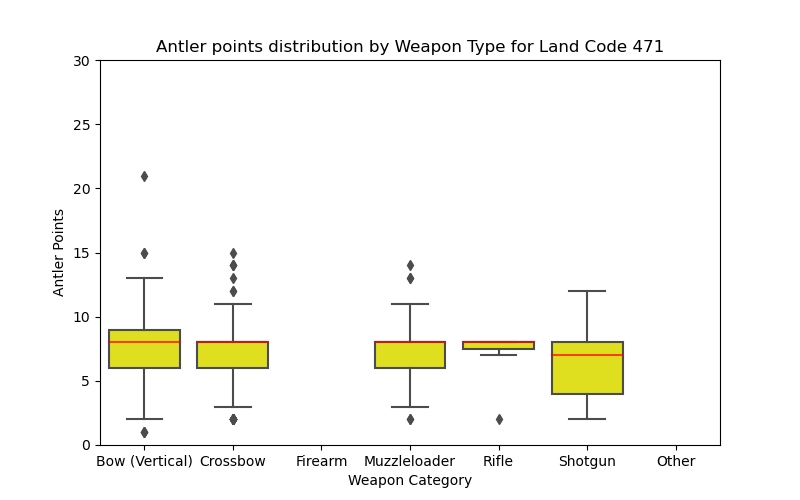 Antler points distribution by Weapon Type for Land Code 471
30
25
20
15
10
5
0
Antler Points
Bow (Vertical) Crossbow Firearm Muzzleloader Rifle Shotgun Other
Weapon Category